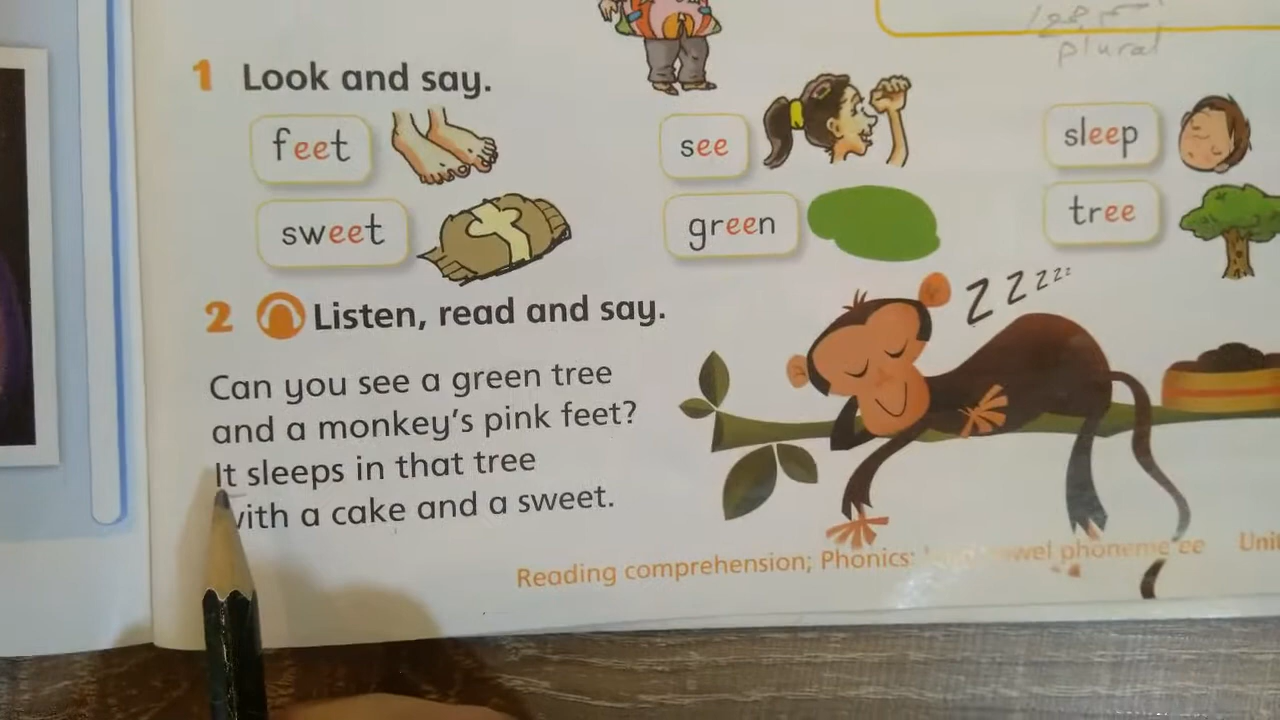 plural
1 Look and say.
feet
see
sleep
sweet
green
tree
2 Listen, read and say.
zzzzz
Can you see a green tree
and a monkey's pink feet?
It sleeps in that tree
with a cake and a sweet.
Reading comprehension; Phonics: vowel phoneme ee Unit